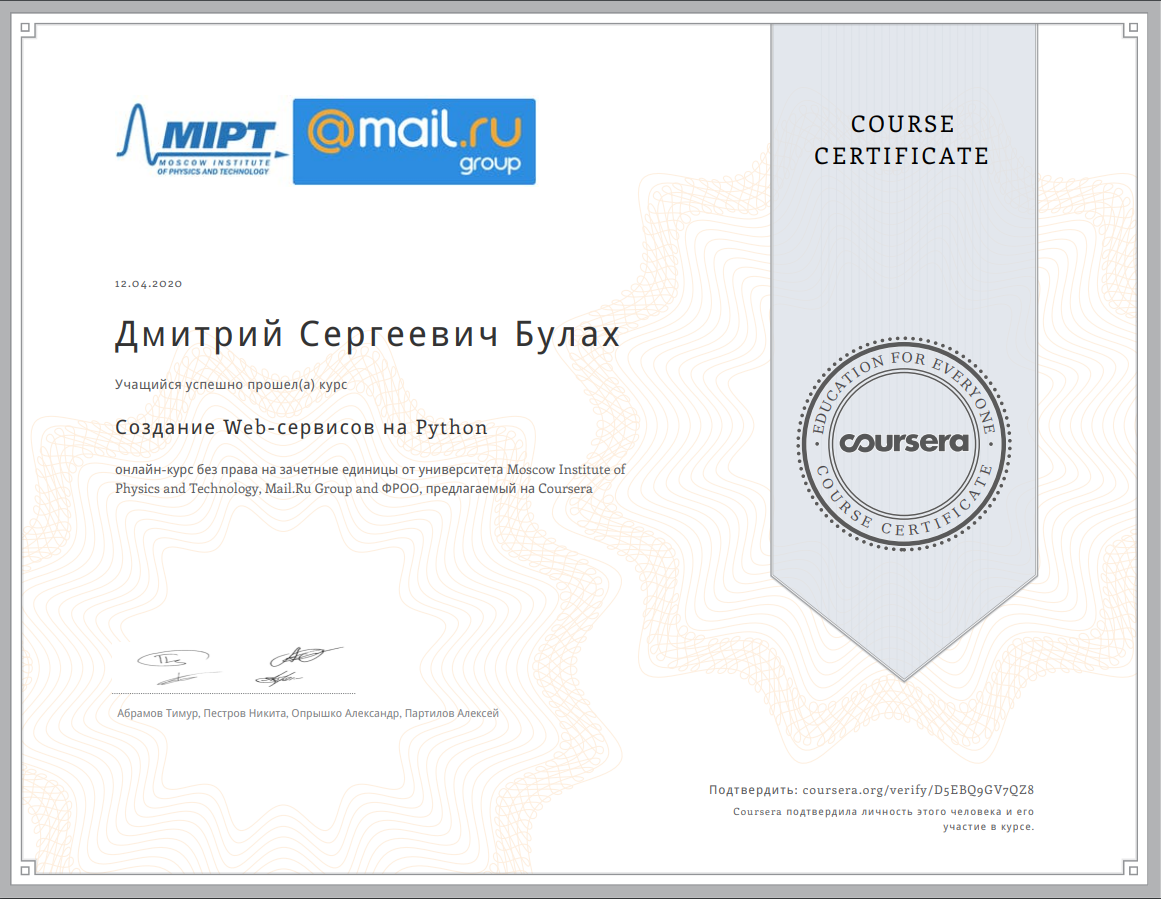 MIPT
MOSCOW INSTITUTE
OF PHYSICS AND TECHNOLOGY
@mail.ru
group
COURSE
CERTIFICATE
12.04.2020
Дмитрий Сергеевич Булах
Учащийся успешно прошел(а) курс
Создание Web-сервисов на Python
онлайн-курс без права на зачетные единицы от университета Moscow Institute of
Physics and Technology, Mail.Ru Group and ФРОО, предлагаемый на Coursera
EDUCATION FOR EVERYONE
coursera
COURSE CERTIFICATE
Абрамов Тимур, Пестров Никита, Опрышко Александр, Партилов Алексей
Подтвердить: coursera.org/verify/D5EBQ9GV7QZ8
Coursera подтвердила личность этого человека и его
участие в курсе.